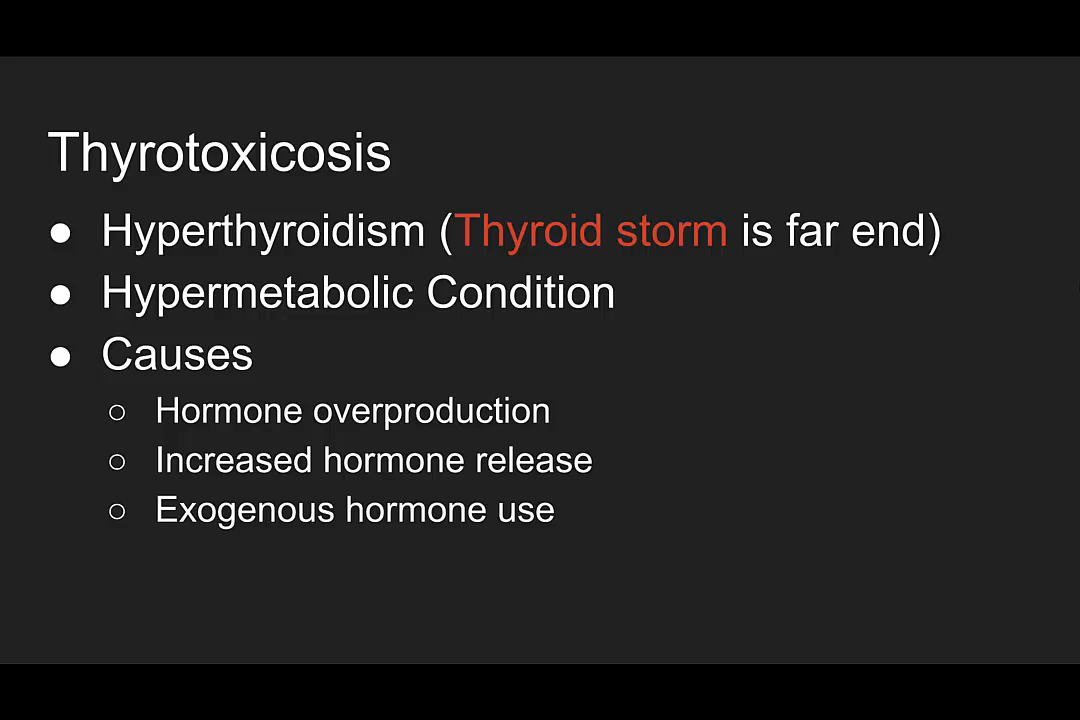 Thyrotoxicosis
● Hyperthyroidism (Thyroid storm is far end)
● Hypermetabolic Condition
● Causes
○ Hormone overproduction
○ Increased hormone release
○ Exogenous hormone use